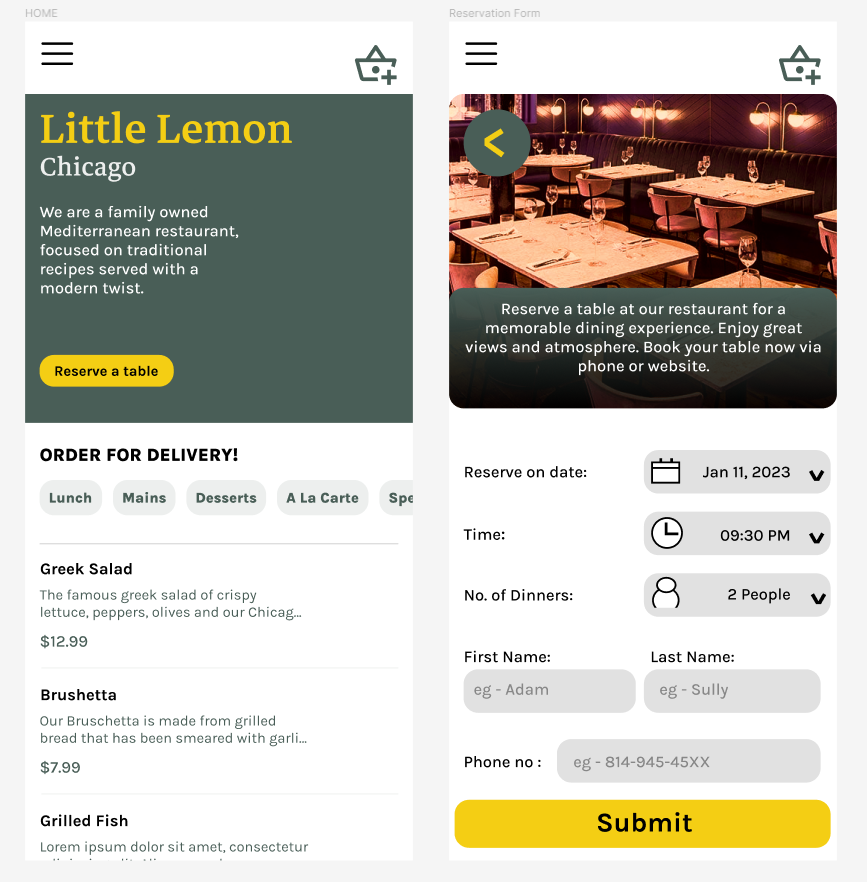 HOME
Little Lemon
Chicago
We are a family owned
Mediterranean restaurant,
focused on traditional
recipes served with a
modern twist.
Reserve a table
ORDER FOR DELIVERY!
Lunch Mains Desserts A La Carte Spe
Greek Salad
The famous greek salad of crispy
lettuce, peppers, olives and our Chicag...
$12.99
Brushetta
Our Bruschetta is made from grilled
bread that has been smeared with garli...
$7.99
Grilled Fish
Lorem ipsum dolor sit amet, consectetur
Reservation Form
Reserve a table at our restaurant for a
memorable dining experience. Enjoy great
views and atmosphere. Book your table now via
phone or website.
Reserve on date: Jan 11, 2023
Time: 09:30 PM
No. of Dinners: 2 People
First Name: Last Name:
eg - Adam eg - Sully
Phone no : eg - 814-945-45XX
Submit